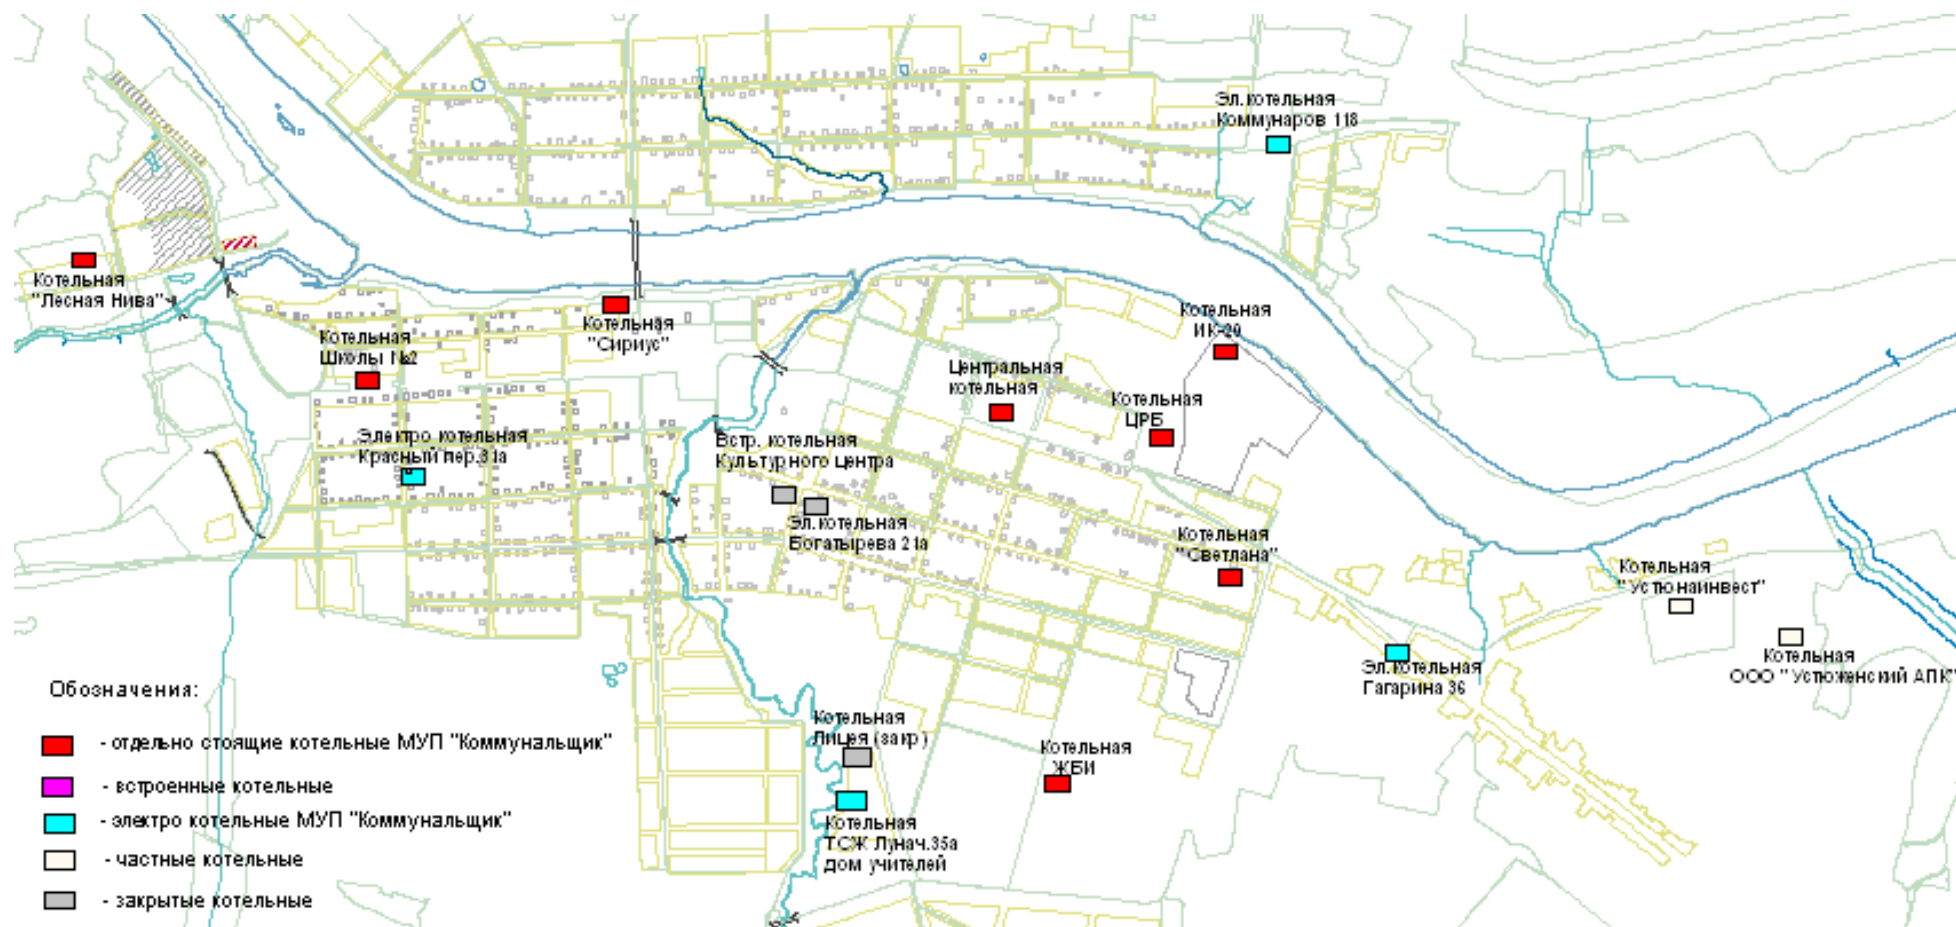 Эл.котельная
Коммунаров 118
Котельная
"Лесная Нива"
Котельная
"Сириус"
Котельная
Школы №2
Котельная
ИК-20
Центральная
котельная
Котельная
ЦРБ
Электро котельная
Красный пер.81а
Встр. котельная
Культурного центра
Эл.котельная
Богатырева 21а
Котельная
"Светлана"
Котельная
"Устюнаинвест"
Котельная
ООО "Устюженский АПК"
Эл.котельная
Гагарина 36
Котельная
Лицея (закр)
Котельная
ЖБИ
Котельная
ТСЖ Лунач.35а
дом учителей
Обозначения:
- отдельно стоящие котельные МУП "Коммунальщик"
- встроенные котельные
- электро котельные МУП "Коммунальщик"
- частные котельные
- закрытые котельные